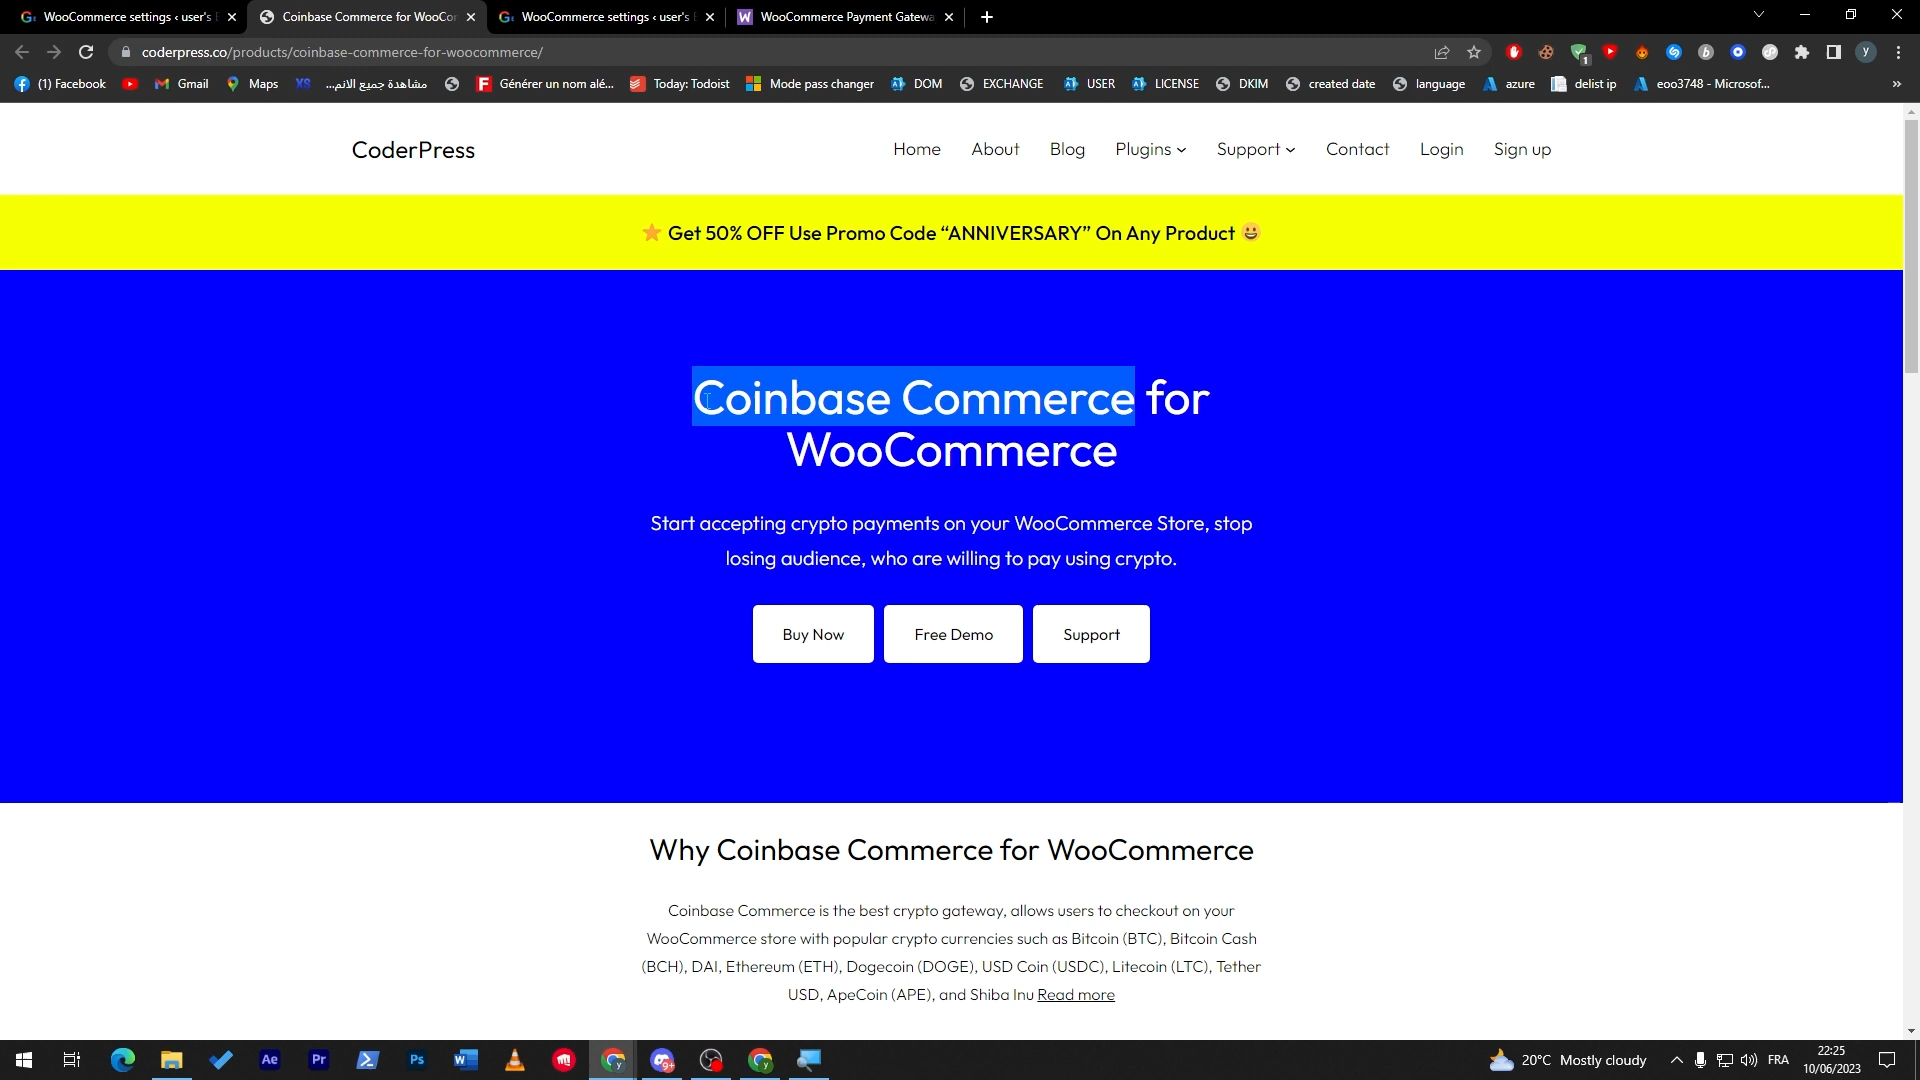 WooCommerce settings ‹ user's
Coinbase Commerce for WooCor
WooCommerce settings ‹ user's
WooCommerce Payment Gatewa
coderpress.co/products/coinbase-commerce-for-woocommerce/
(1) Facebook
Gmail
Maps
مشاهدة جميع الانم...
Générer un nom alé...
Today: Todoist
Mode pass changer
DOM
EXCHANGE
USER
LICENSE
DKIM
created date
language
azure
delist ip
eoo3748 - Microsof...
CoderPress
Home
About
Blog
Plugins
Support
Contact
Login
Sign up
⭐ Get 50% OFF Use Promo Code “ANNIVERSARY” On Any Product 😀
Coinbase Commerce for
WooCommerce
Start accepting crypto payments on your WooCommerce Store, stop
losing audience, who are willing to pay using crypto.
Buy Now
Free Demo
Support
Why Coinbase Commerce for WooCommerce
Coinbase Commerce is the best crypto gateway, allows users to checkout on your
WooCommerce store with popular crypto currencies such as Bitcoin (BTC), Bitcoin Cash
(BCH), DAI, Ethereum (ETH), Dogecoin (DOGE), USD Coin (USDC), Litecoin (LTC), Tether
USD, ApeCoin (APE), and Shiba Inu Read more
20°C Mostly cloudy
FRA
22:25
10/06/2023